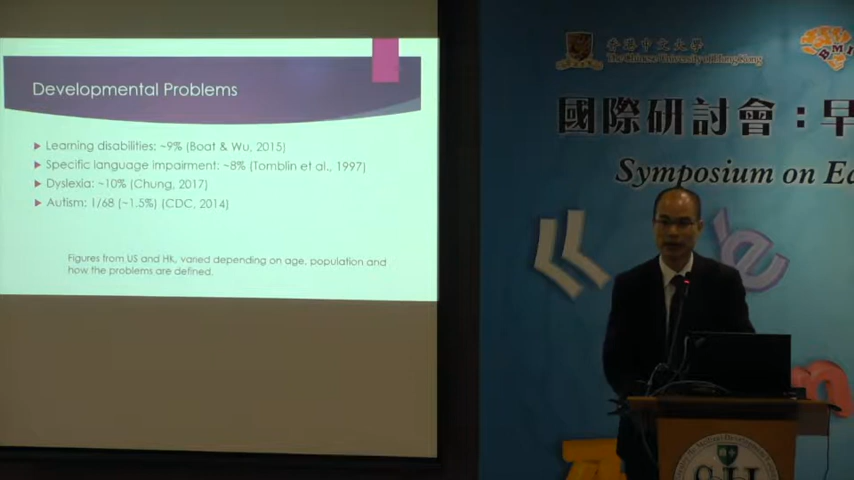 Developmental Problems
Learning disabilities: ~9% (Boat & Wu, 2015)
Specific language impairment: ~8% (Tomblin et al., 1997)
Dyslexia: ~10% (Chung, 2017)
Autism: 1/68 (~1.5%) (CDC, 2014)
Figures from US and HK, varied depending on age, population and
how the problems are defined.
香港中文大學
The Chinese University of Hong Kong
BMI
國際研討會：早
Symposium on Ea